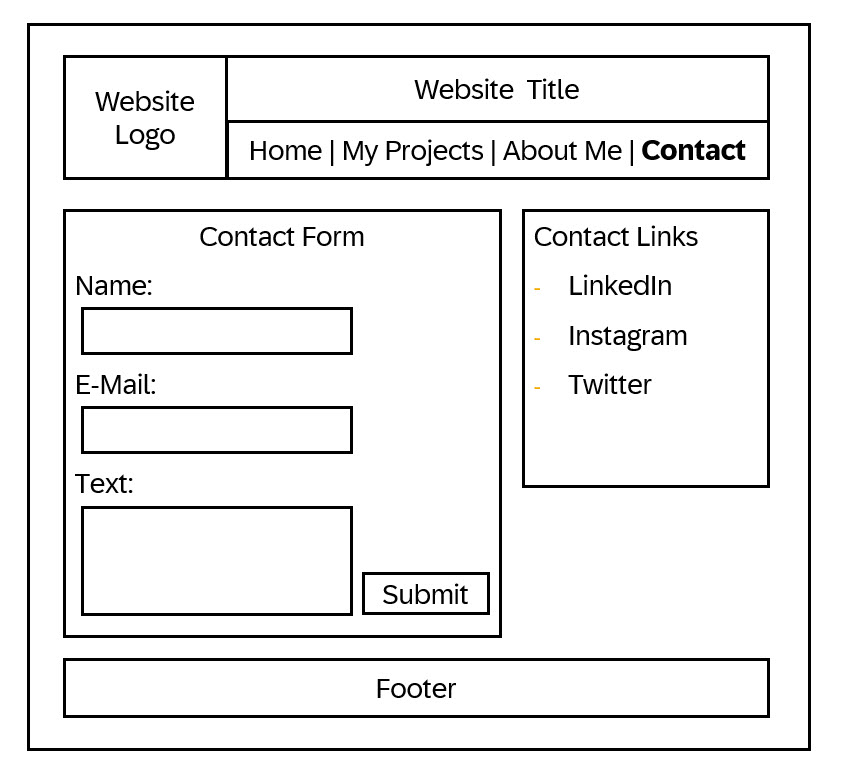 Website
Logo
Website Title
Home | My Projects | About Me | Contact
Contact Form
Name:
E-Mail:
Text:
Submit
Contact Links
- LinkedIn
- Instagram
- Twitter
Footer